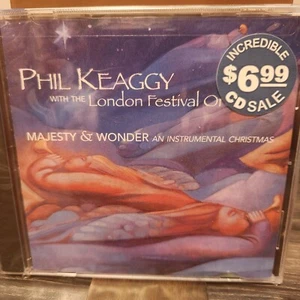 PHIL KEAGGY
WITH THE London Festival Or
MAJESTY & WONDER AN INSTRUMENTAL CHRISTMAS
INCREDIBLE
$6.99
CD SALE